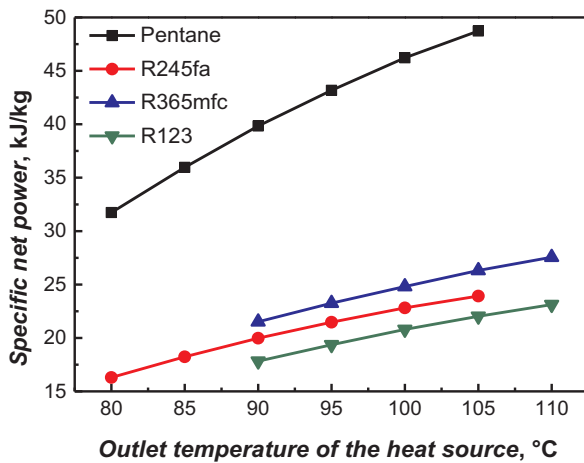 50
45
40
35
30
25
20
15
Specific net power, kJ/kg
Pentane
R245fa
R365mfc
R123
80 85 90 95 100 105 110
Outlet temperature of the heat source, °C